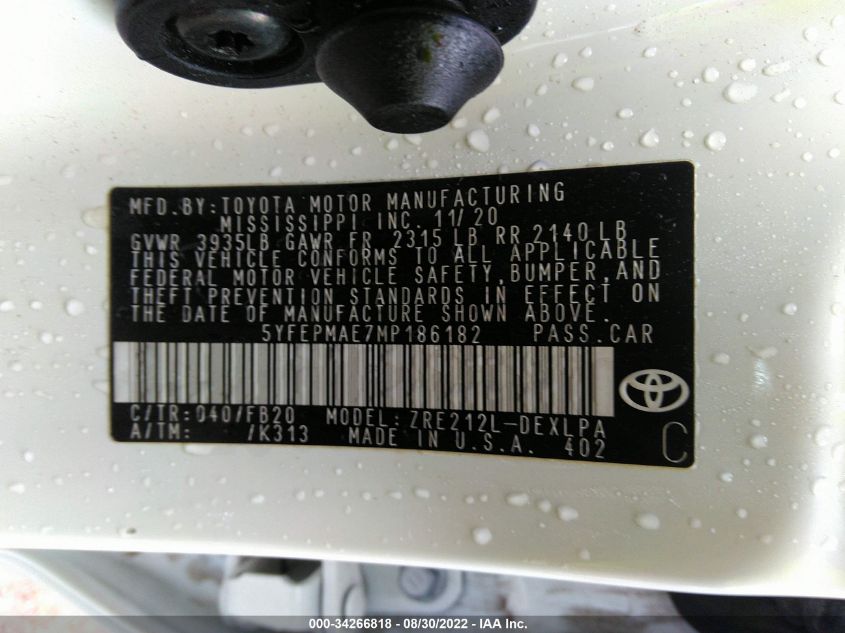 MFD.BY:TOYOTA MOTOR MANUFACTURING
MISSISSIPPI INC. 11/20
GVWR 3935LB GAWR FR 2315 LB RR 2140 LB
THIS VEHICLE CONFORMS TO ALL APPLICABLE
FEDERAL MOTOR VEHICLE SAFETY, BUMPER, AND
THEFT PREVENTION STANDARDS IN EFFECT ON
THE DATE OF MANUFACTURE SHOWN ABOVE.
5YFEPMAE7MP186182 PASS.CAR
C/TR:040/FB20 MODEL:ZRE212L-DEXLPA
A/TM: /K313 MADE IN U.S.A. 402 C
000-34266818 - 08/30/2022 - IAA Inc.